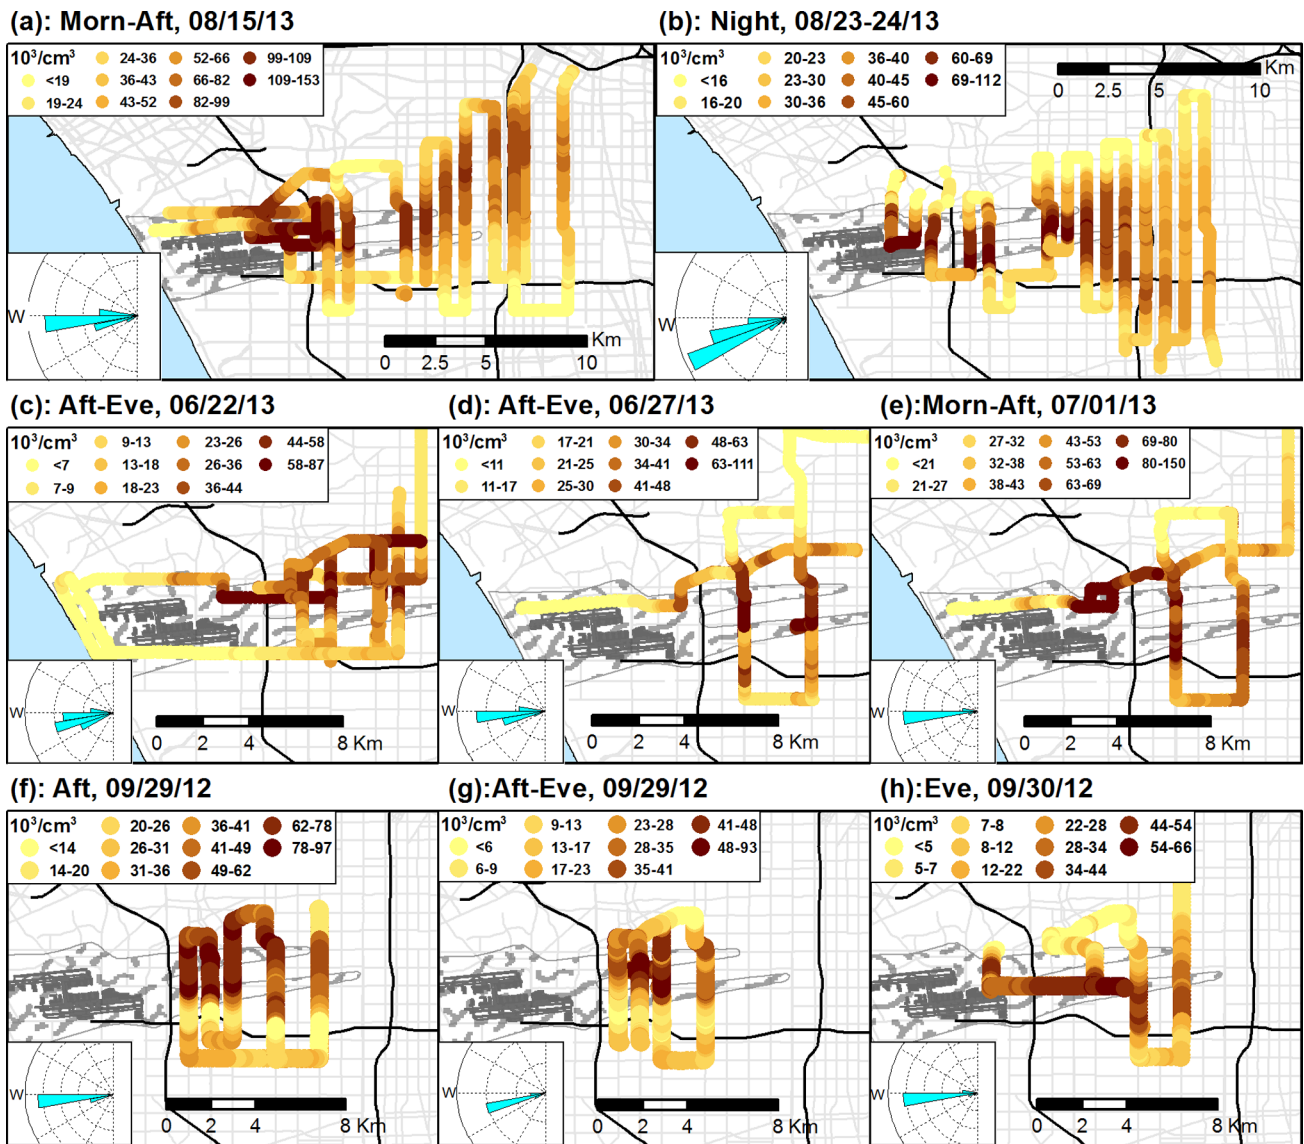 (a): Morn-Aft, 08/15/13
10³/cm³ 24-36 52-66 99-109
<19 36-43 66-82 109-153
19-24 43-52 82-99
W
Km
0 2.5 5 10
(b): Night, 08/23-24/13
10³/cm³ 20-23 36-40 60-69
<16 23-30 40-45 69-112
16-20 30-36 45-60
Km
0 2.5 5 10
W
(c): Aft-Eve, 06/22/13
10³/cm³ 9-13 23-26 44-58
<7 13-18 26-36 58-87
7-9 18-23 36-44
W
0 2 4 8 Km
(d): Aft-Eve, 06/27/13
10³/cm³ 17-21 30-34 48-63
<11 21-25 34-41 63-111
11-17 25-30 41-48
W
0 2 4 8 Km
(e):Morn-Aft, 07/01/13
10³/cm³ 27-32 43-53 69-80
<21 32-38 53-63 80-150
21-27 38-43 63-69
W
0 2 4 8 Km
(f): Aft, 09/29/12
10³/cm³ 20-26 36-41 62-78
<14 26-31 41-49 78-97
14-20 31-36 49-62
W
0 2 4 8 Km
(g):Aft-Eve, 09/29/12
10³/cm³ 9-13 23-28 41-48
<6 13-17 28-35 48-93
6-9 17-23 35-41
W
0 2 4 8 Km
(h):Eve, 09/30/12
10³/cm³ 7-8 22-28 44-54
<5 8-12 28-34 54-66
5-7 12-22 34-44
W
0 2 4 8 Km